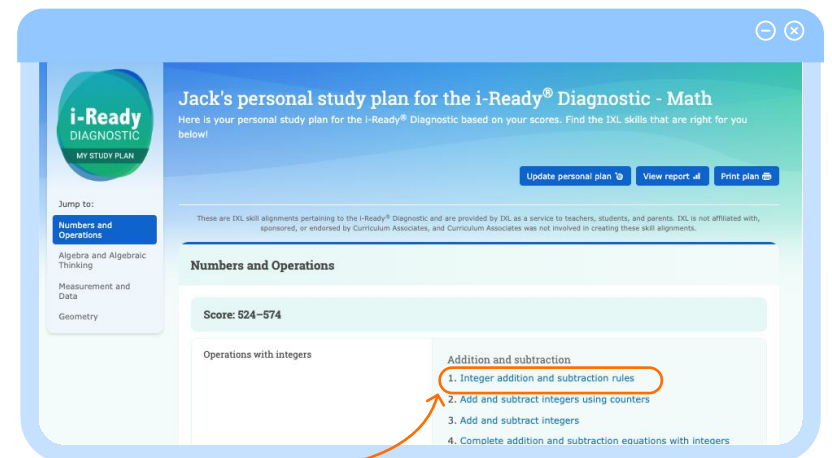 i-Ready
DIAGNOSTIC
MY STUDY PLAN
Jack's personal study plan for the i-Ready® Diagnostic - Math
Here is your personal study plan for the i-Ready® Diagnostic based on your scores. Find the IXL skills that are right for you
below!
Update personal plan
View report
Print plan
Jump to:
Numbers and
Operations
Algebra and Algebraic
Thinking
Measurement and
Data
Geometry
These are IXL skill alignments pertaining to the i-Ready® Diagnostic and are provided by IXL as a service to teachers, students, and parents. IXL is not affiliated with,
sponsored, or endorsed by Curriculum Associates, and Curriculum Associates was not involved in creating these skill alignments.
Numbers and Operations
Score: 524–574
Operations with integers
Addition and subtraction
1. Integer addition and subtraction rules
2. Add and subtract integers using counters
3. Add and subtract integers
4. Complete addition and subtraction equations with integers